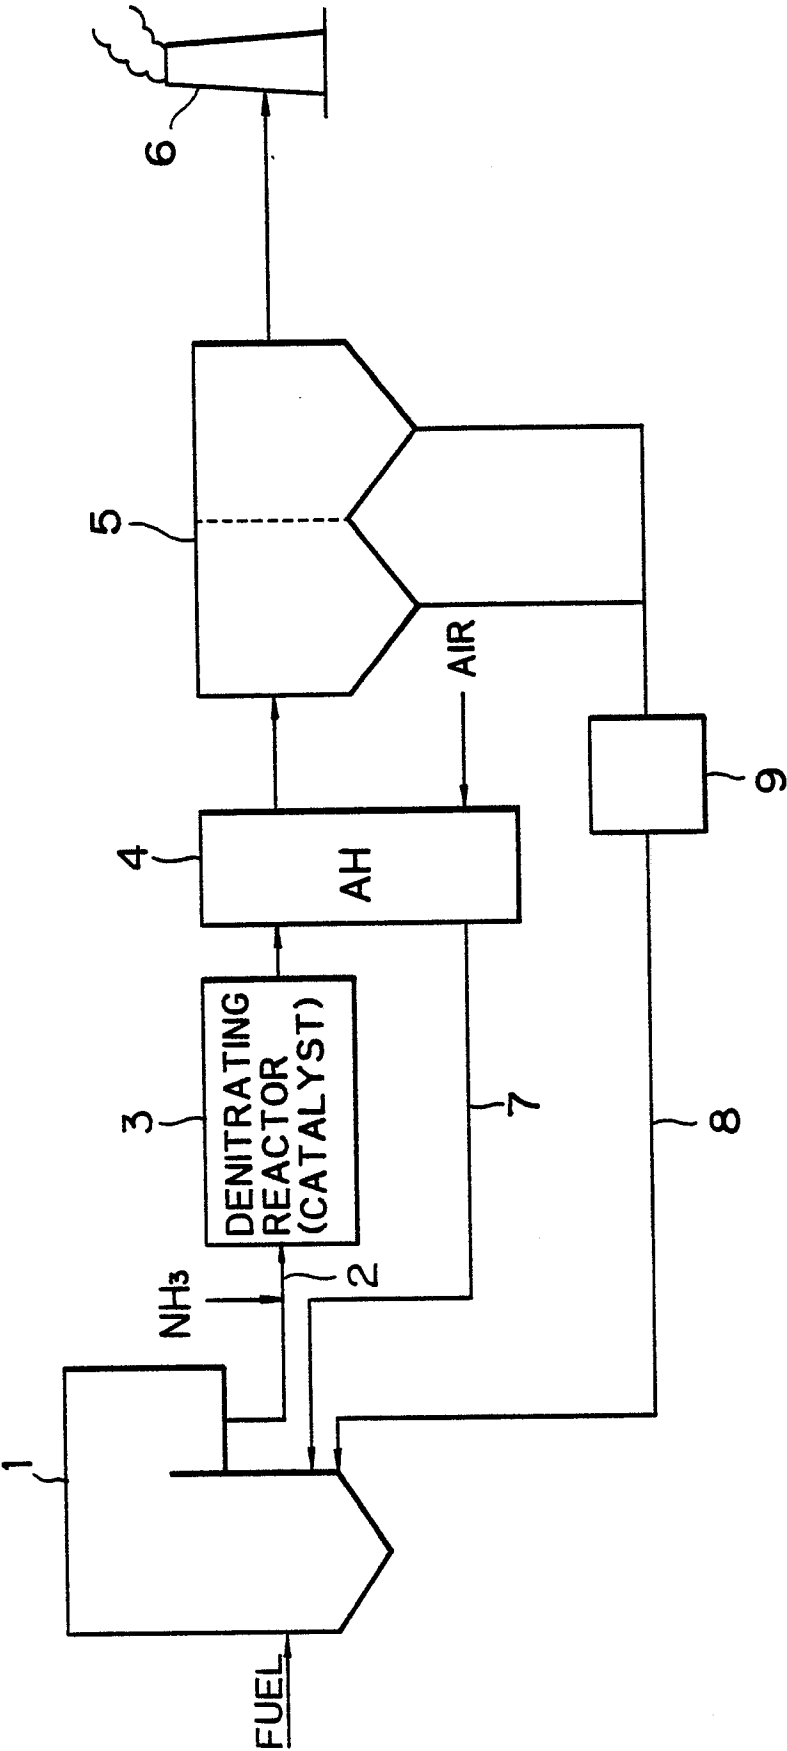 FUEL
1
NH3
2
3
DENITRATING
REACTOR
(CATALYST)
4
AH
AIR
5
6
7
8
9